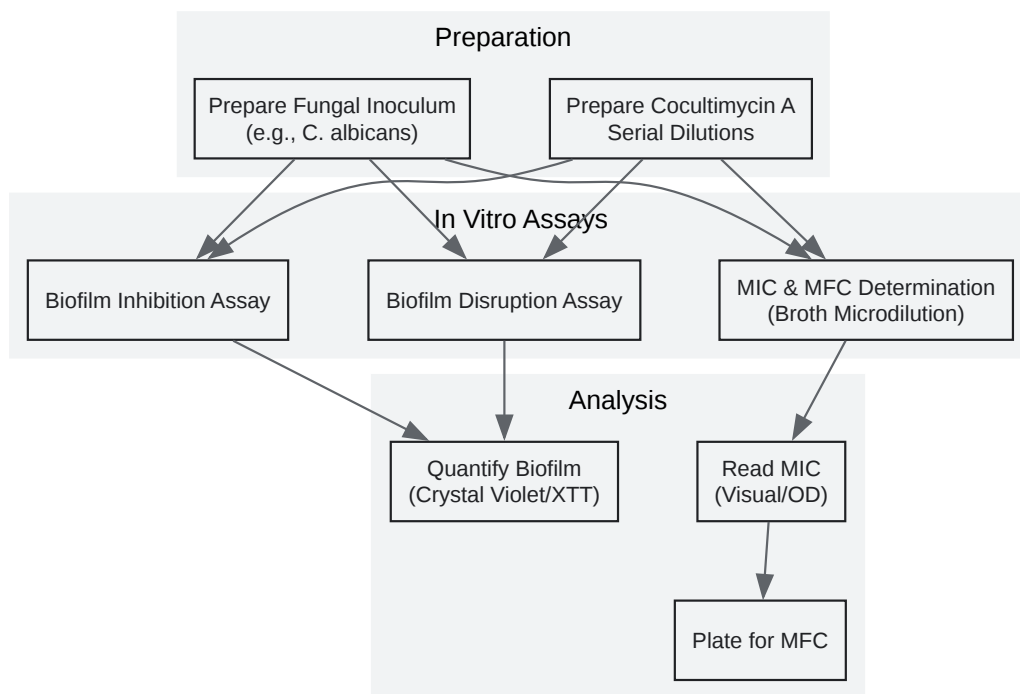 Preparation
Prepare Fungal Inoculum
(e.g., C. albicans)
Prepare Cocultimycin A
Serial Dilutions
In Vitro Assays
Biofilm Inhibition Assay
Biofilm Disruption Assay
MIC & MFC Determination
(Broth Microdilution)
Analysis
Quantify Biofilm
(Crystal Violet/XTT)
Read MIC
(Visual/OD)
Plate for MFC